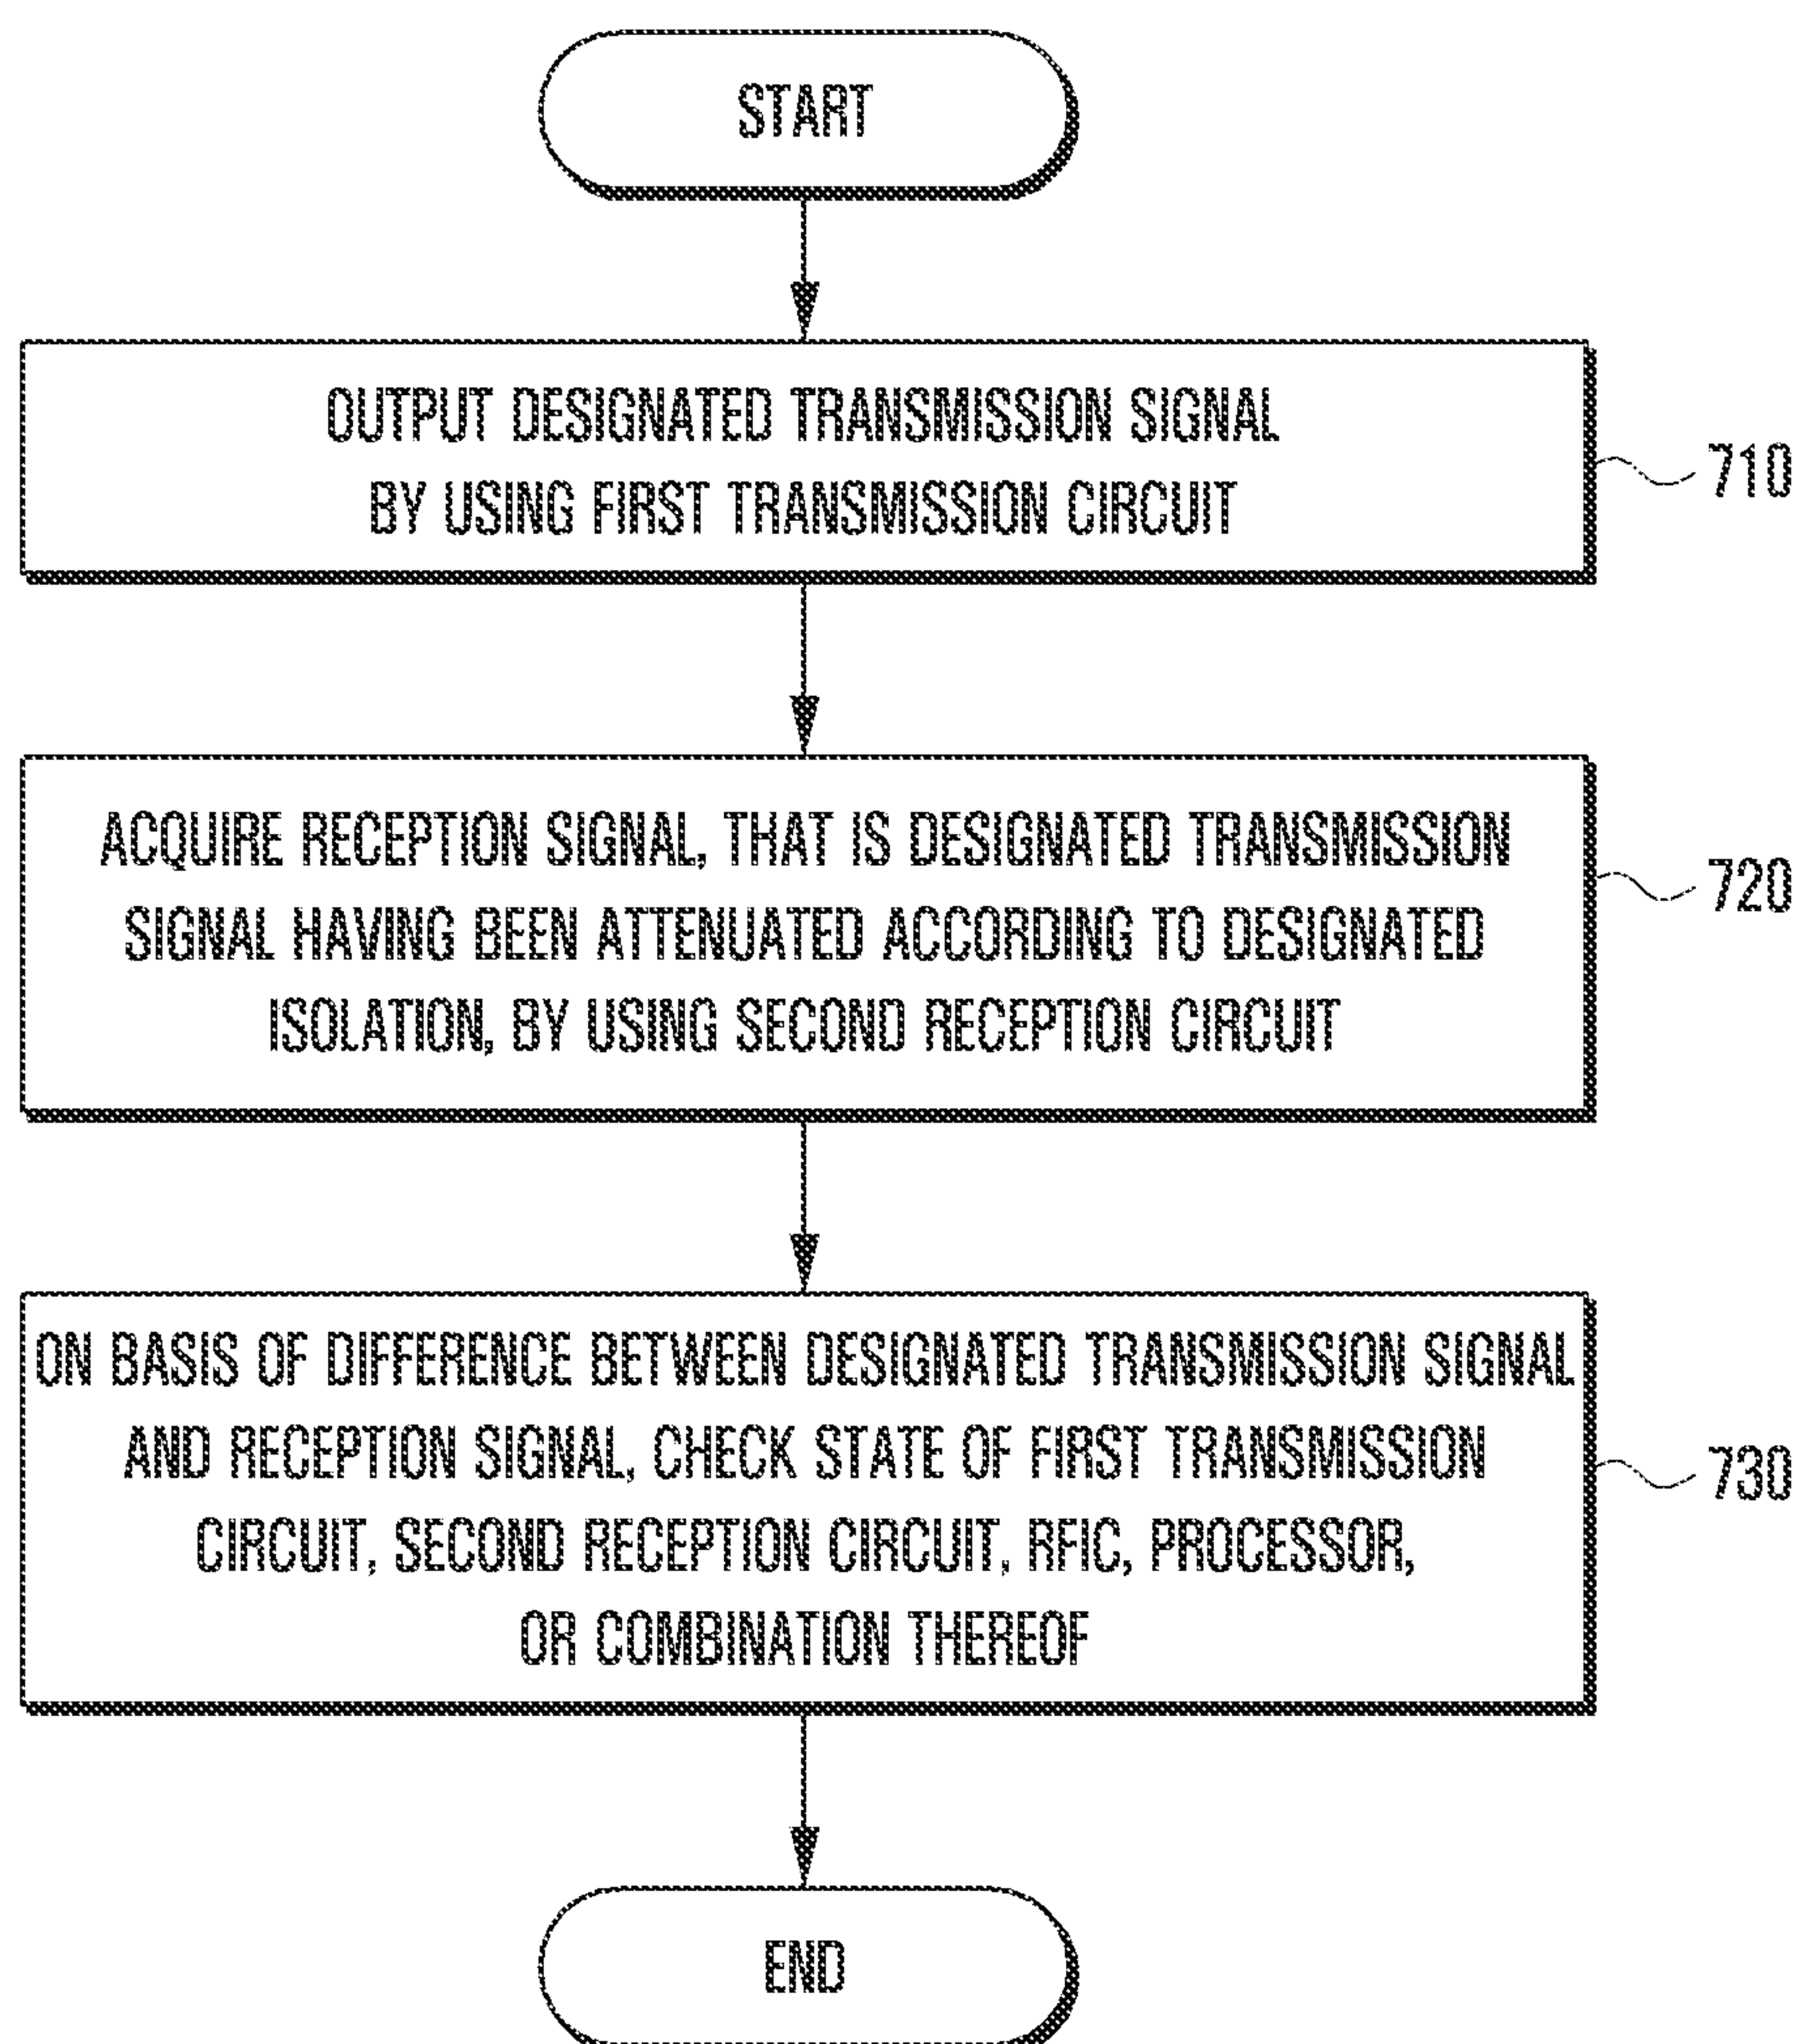 START
OUTPUT DESIGNATED TRANSMISSION SIGNAL
BY USING FIRST TRANSMISSION CIRCUIT
710
ACQUIRE RECEPTION SIGNAL, THAT IS DESIGNATED TRANSMISSION
SIGNAL HAVING BEEN ATTENUATED ACCORDING TO DESIGNATED
ISOLATION, BY USING SECOND RECEPTION CIRCUIT
720
ON BASIS OF DIFFERENCE BETWEEN DESIGNATED TRANSMISSION SIGNAL
AND RECEPTION SIGNAL, CHECK STATE OF FIRST TRANSMISSION
CIRCUIT, SECOND RECEPTION CIRCUIT, RFIC, PROCESSOR,
OR COMBINATION THEREOF
730
END